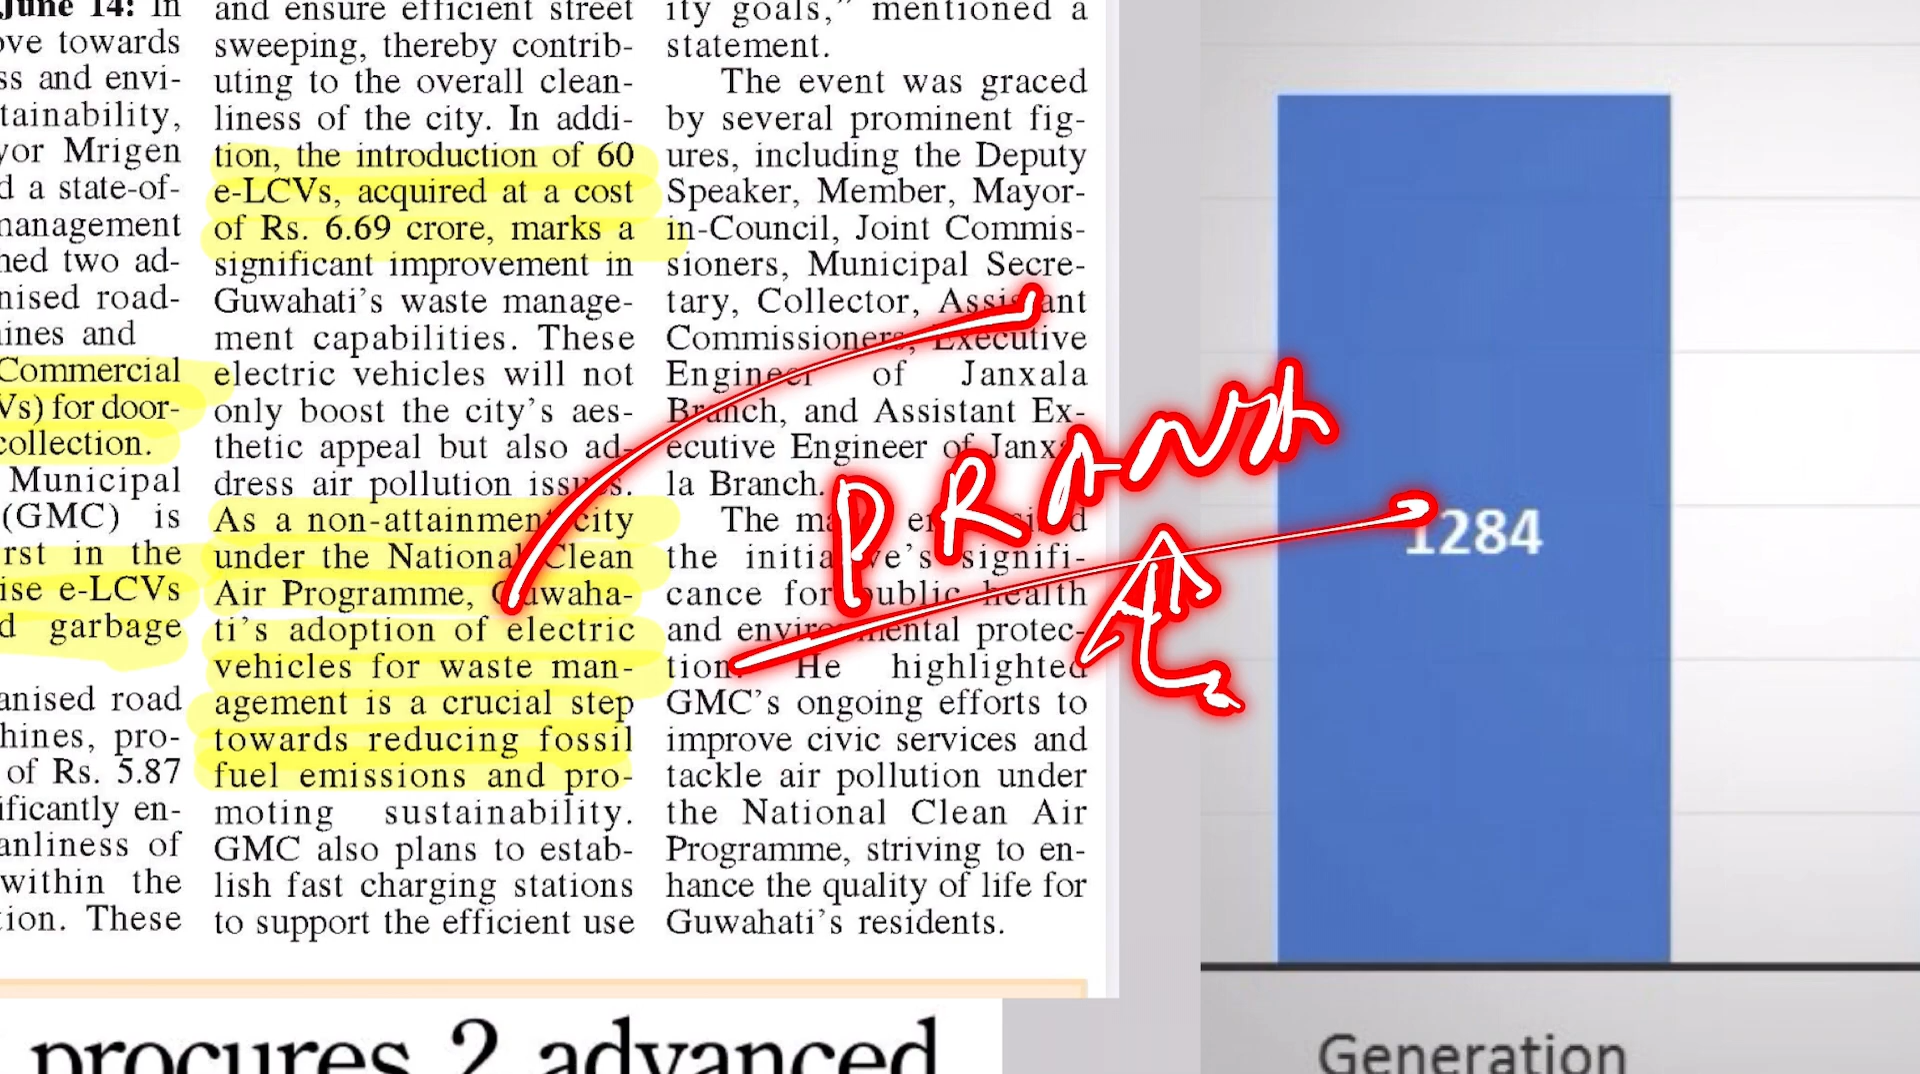 June 14: In
ove towards
ss and envi-
tainability,
yor Mrigen
d a state-of-
management
hed two ad-
nised road-
ines and
Commercial
Vs) for door-
collection.
Municipal
(GMC) is
rst in the
ise e-LCVs
d garbage
anised road
hines, pro-
of Rs. 5.87
ificantly en-
anliness of
within the
tion. These
and ensure efficient street
sweeping, thereby contrib-
uting to the overall clean-
liness of the city. In addi-
tion, the introduction of 60
e-LCVs, acquired at a cost
of Rs. 6.69 crore, marks a
significant improvement in
Guwahati's waste manage-
ment capabilities. These
electric vehicles will not
only boost the city's aes-
thetic appeal but also ad-
dress air pollution issues.
As a non-attainment city
under the National Clean
Air Programme, Guwaha-
ti's adoption of electric
vehicles for waste man-
agement is a crucial step
towards reducing fossil
fuel emissions and pro-
moting sustainability.
GMC also plans to estab-
lish fast charging stations
to support the efficient use
ity goals," mentioned a
statement.
The event was graced
by several prominent fig-
ures, including the Deputy
Speaker, Member, Mayor-
in-Council, Joint Commis-
sioners, Municipal Secre-
tary, Collector, Assistant
Commissioners, Executive
Engineer of Janxala
Branch, and Assistant Ex-
ecutive Engineer of Janxa-
la Branch.
The
the initiative's signifi-
cance for public health
and environmental protec-
tion. He highlighted
GMC's ongoing efforts to
improve civic services and
tackle air pollution under
the National Clean Air
Programme, striving to en-
hance the quality of life for
Guwahati's residents.
PRANA
procures 2 advanced
1284
Generation